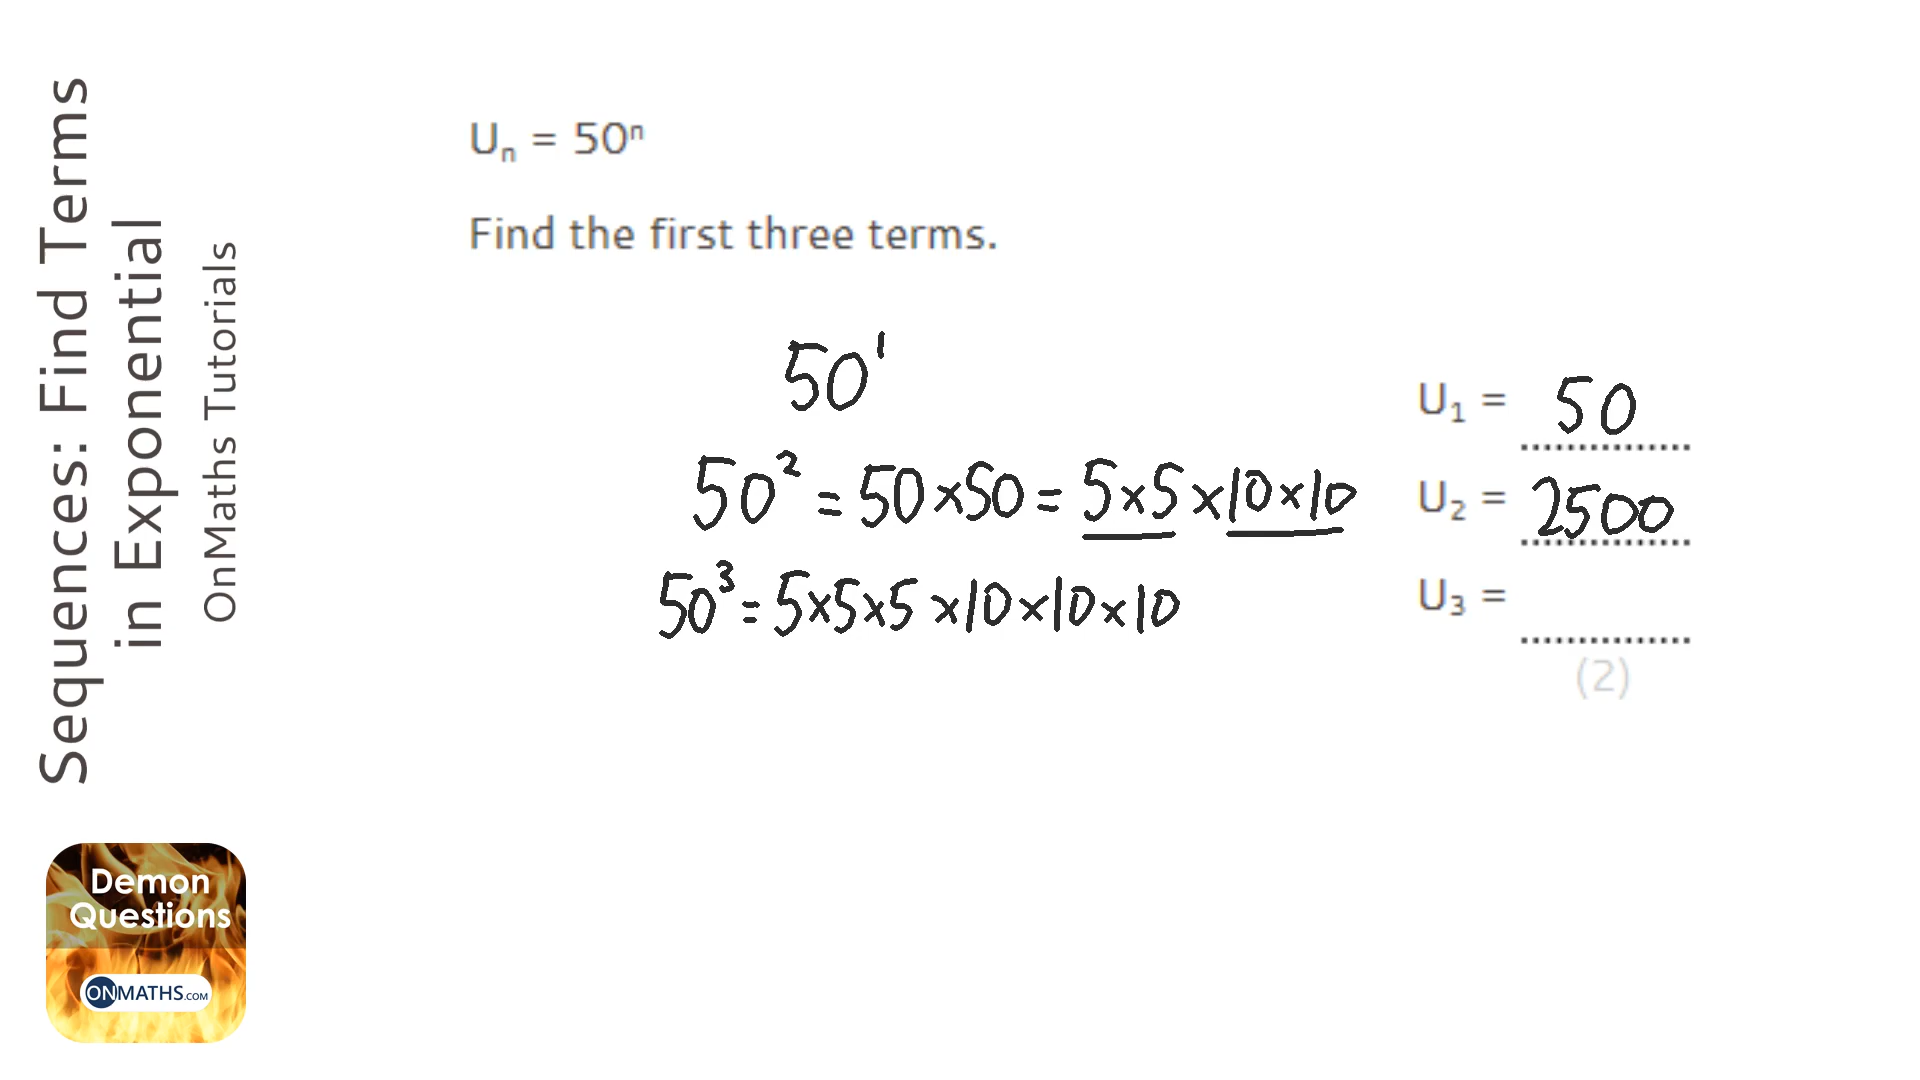 Sequences: Find Terms
in Exponential
OnMaths Tutorials
Uₙ = 50ⁿ
Find the first three terms.
50¹
50² = 50×50 = 5×5×10×10
50³ = 5×5×5×10×10×10
U₁ = 50
U₂ = 2500
U₃ =
(2)
Demon
Questions
ONMATHS.COM